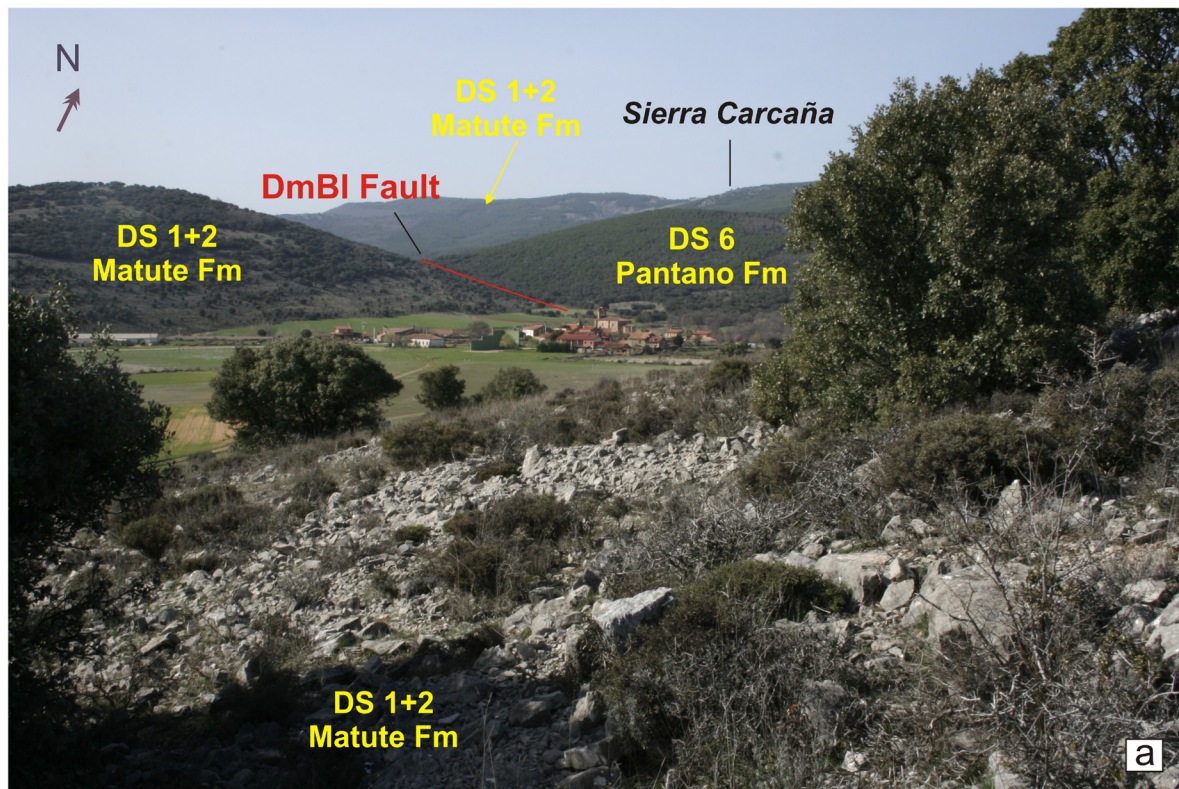 N
DS 1+2
Matute Fm
Sierra Carcaña
DmBl Fault
DS 1+2
Matute Fm
DS 6
Pantano Fm
DS 1+2
Matute Fm
a